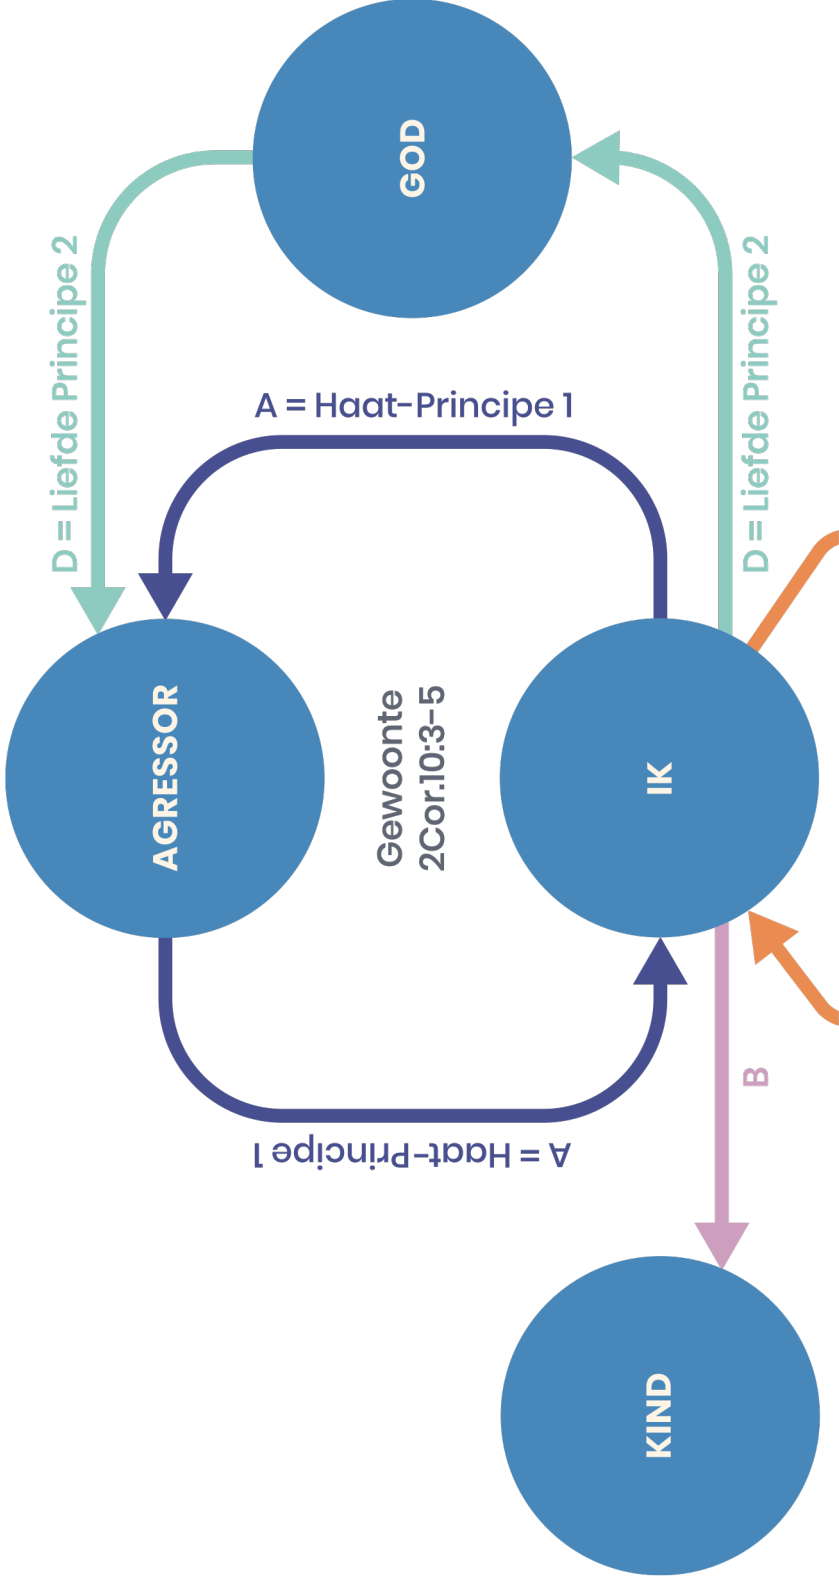 GOD
D = Liefde Principe 2
D = Liefde Principe 2
A = Haat-Principe 1
AGRESSOR
Gewoonte
2Cor.10:3-5
IK
A = Haat-Principe 1
B
KIND